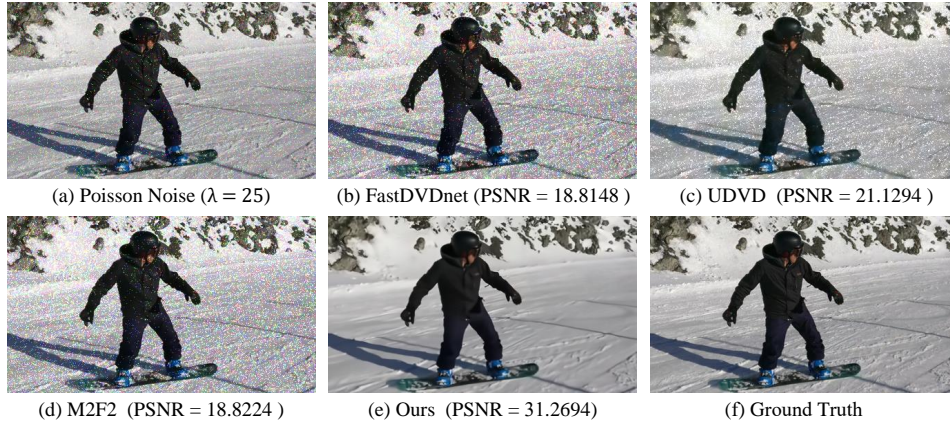 (a) Poisson Noise (λ = 25)
(b) FastDVDnet (PSNR = 18.8148 )
(c) UDVD (PSNR = 21.1294 )
(d) M2F2 (PSNR = 18.8224 )
(e) Ours (PSNR = 31.2694)
(f) Ground Truth